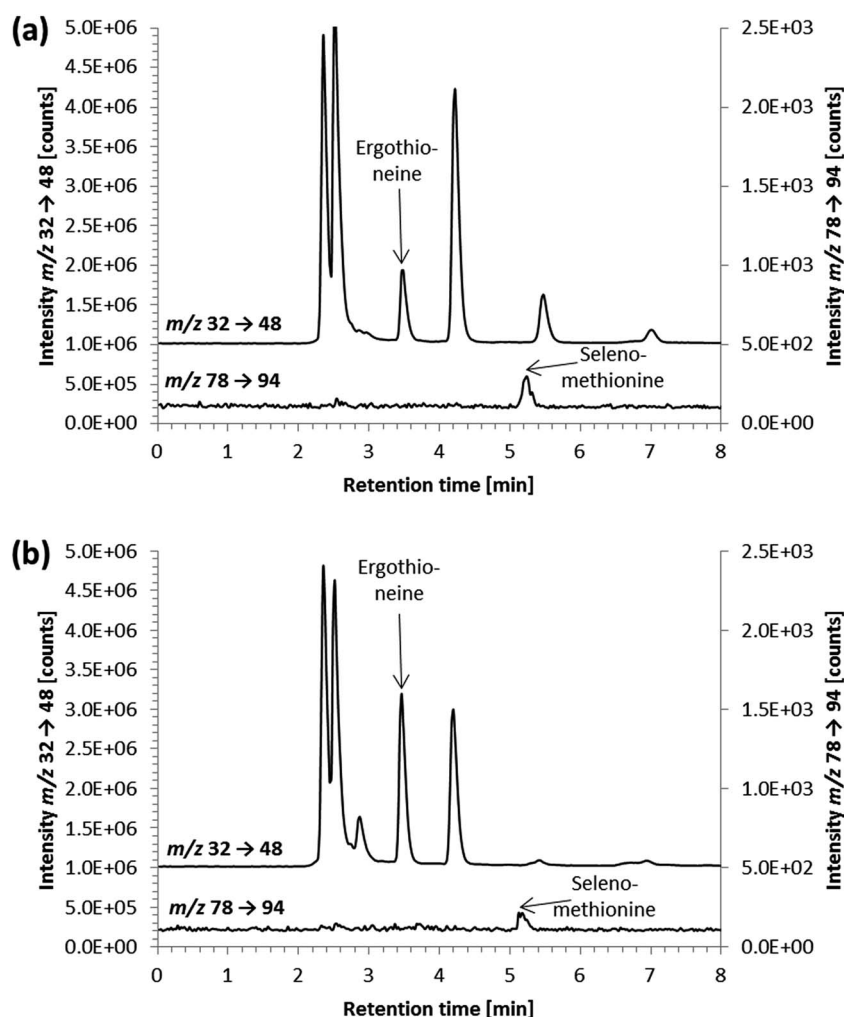 (a)
Intensity m/z 32 → 48 [counts]
5.0E+06
4.5E+06
4.0E+06
3.5E+06
3.0E+06
2.5E+06
2.0E+06
1.5E+06
1.0E+06
5.0E+05
0.0E+00
Ergothio-
neine
m/z 32 → 48
Seleno-
methionine
m/z 78 → 94
2.5E+03
2.0E+03
1.5E+03
1.0E+03
5.0E+02
0.0E+00
Intensity m/z 78 → 94 [counts]
0 1 2 3 4 5 6 7 8
Retention time [min]
(b)
Intensity m/z 32 → 48 [counts]
5.0E+06
4.5E+06
4.0E+06
3.5E+06
3.0E+06
2.5E+06
2.0E+06
1.5E+06
1.0E+06
5.0E+05
0.0E+00
Ergothio-
neine
m/z 32 → 48
Seleno-
methionine
m/z 78 → 94
2.5E+03
2.0E+03
1.5E+03
1.0E+03
5.0E+02
0.0E+00
Intensity m/z 78 → 94 [counts]
0 1 2 3 4 5 6 7 8
Retention time [min]